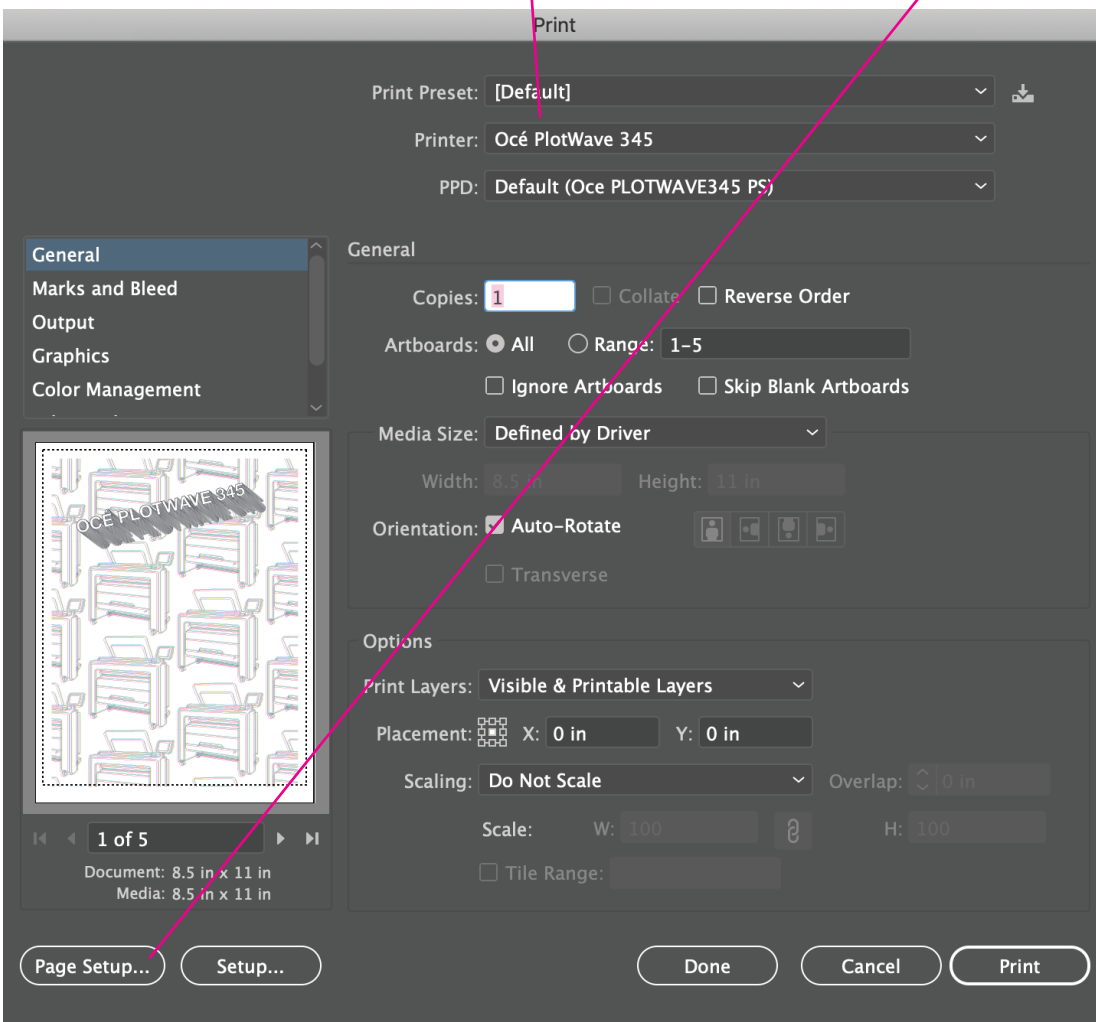 Print
Print Preset: [Default]
Printer: Océ PlotWave 345
PPD: Default (Oce PLOTWAVE345 PS)
General
Marks and Bleed
Output
Graphics
Color Management
General
Copies: 1 Collate Reverse Order
Artboards: All Range: 1-5
Ignore Artboards Skip Blank Artboards
Media Size: Defined by Driver
Width: 8.5 in Height: 11 in
Orientation: Auto-Rotate
Transverse
OCÉ PLOTWAVE 345
1 of 5
Document: 8.5 in x 11 in
Media: 8.5 in x 11 in
Options
Print Layers: Visible & Printable Layers
Placement: X: 0 in Y: 0 in
Scaling: Do Not Scale Overlap: 0 in
Scale: W: 100 H: 100
Tile Range:
Page Setup... Setup... Done Cancel Print